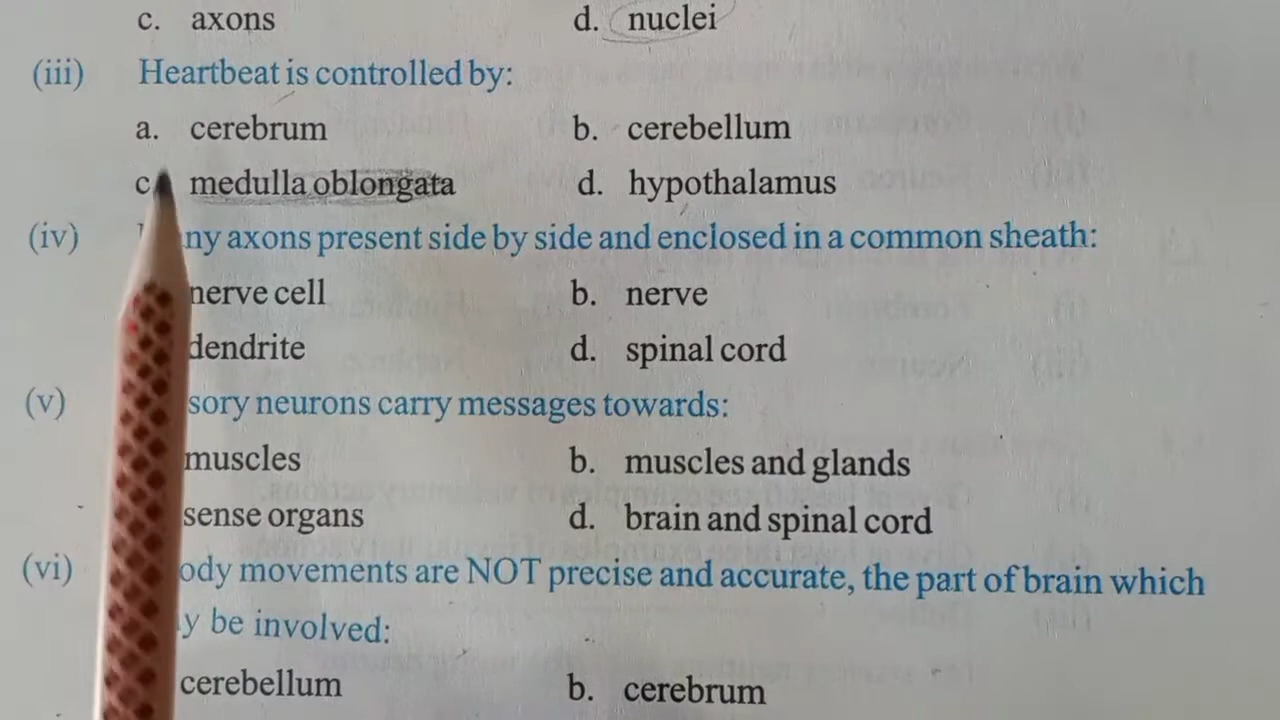 c. axons d. nuclei
(iii) Heartbeat is controlled by:
a. cerebrum b. cerebellum
c medulla oblongata d. hypothalamus
(iv) ny axons present side by side and enclosed in a common sheath:
nerve cell b. nerve
dendrite d. spinal cord
(v) sory neurons carry messages towards:
muscles b. muscles and glands
sense organs d. brain and spinal cord
(vi) ody movements are NOT precise and accurate, the part of brain which
y be involved:
cerebellum b. cerebrum